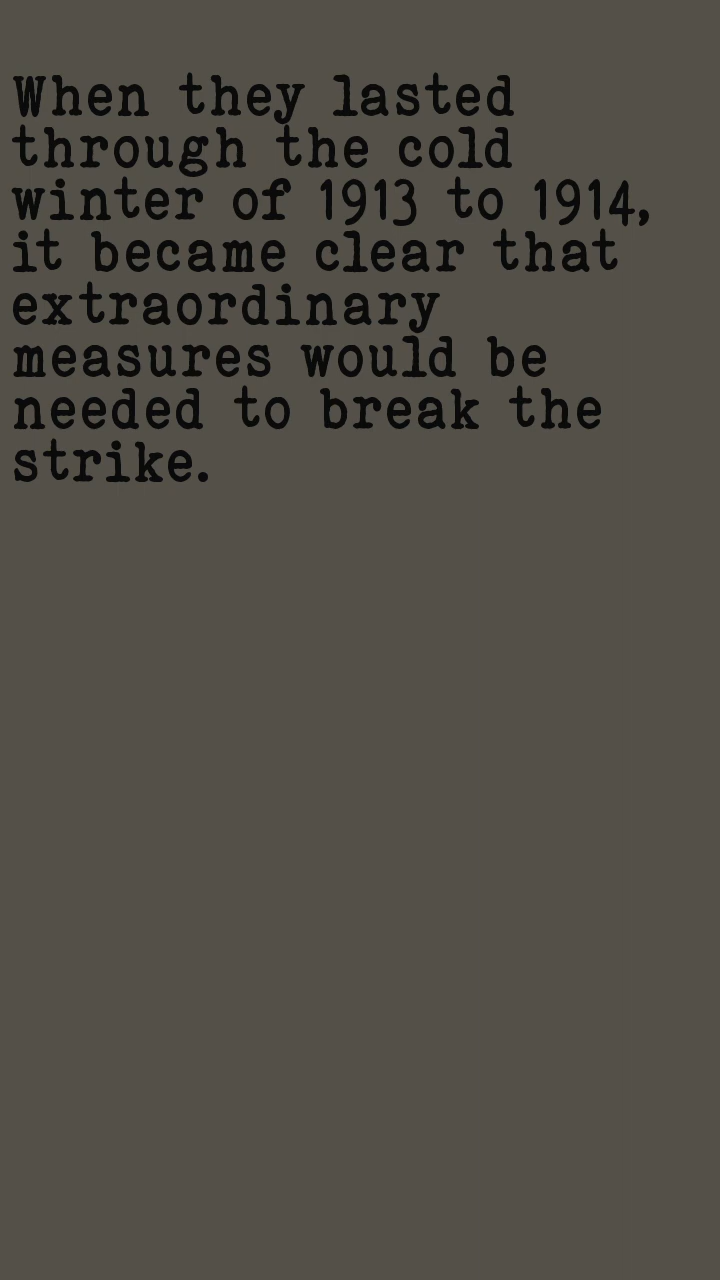 When they lasted
through the cold
winter of 1913 to 1914,
it became clear that
extraordinary
measures would be
needed to break the
strike.